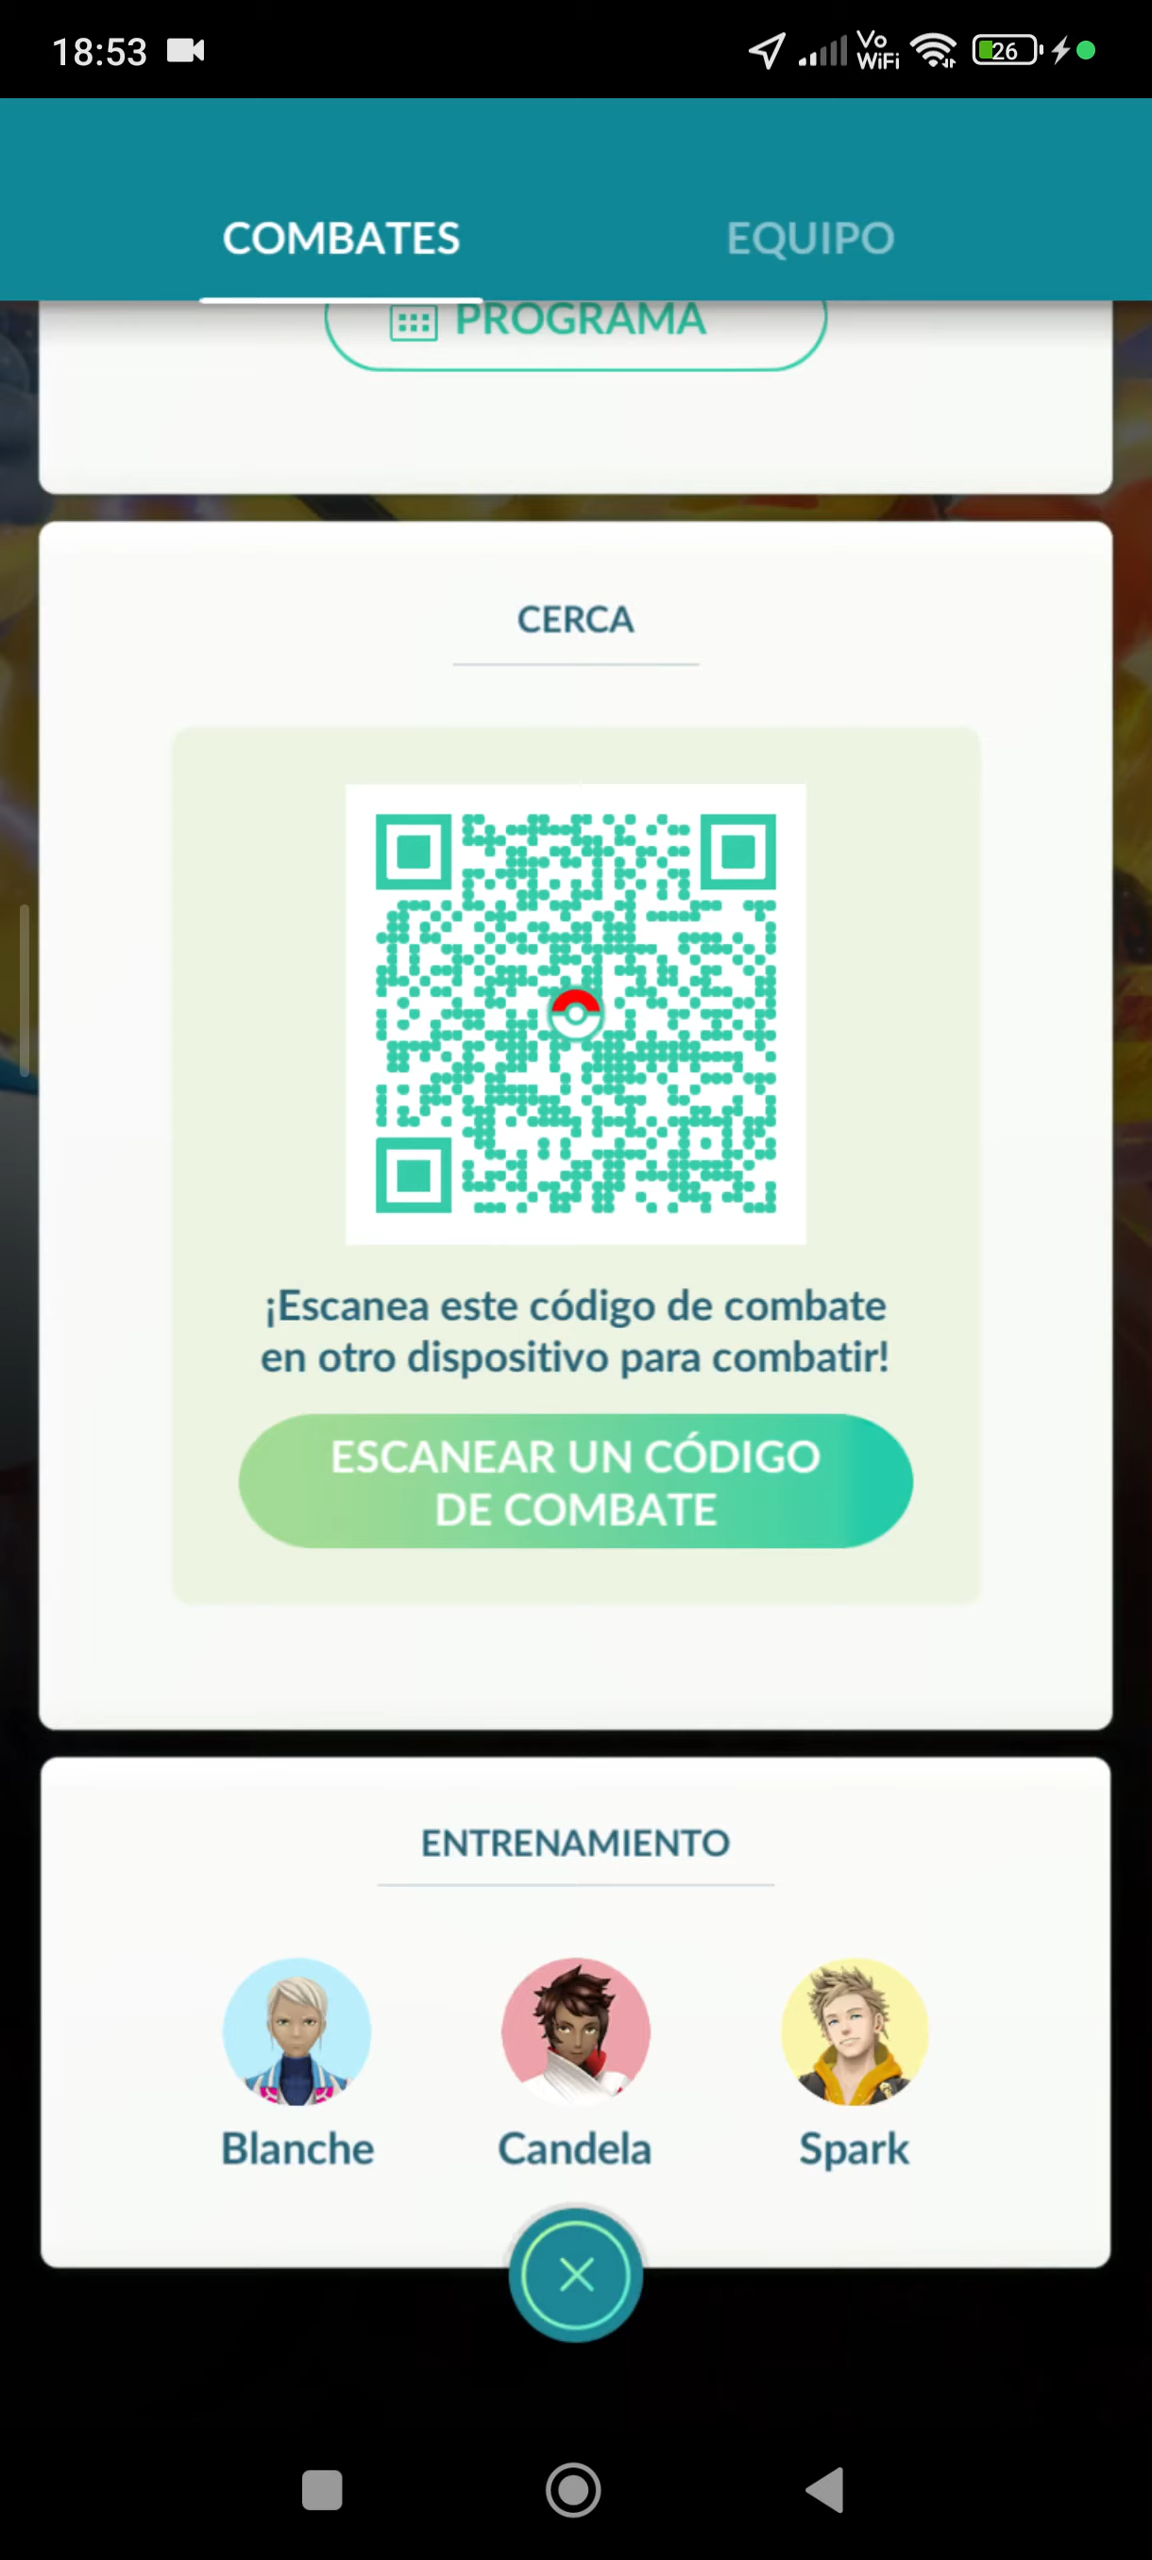 18:53
Vo
WiFi
26
COMBATES
EQUIPO
PROGRAMA
CERCA
¡Escanea este código de combate
en otro dispositivo para combatir!
ESCANEAR UN CÓDIGO
DE COMBATE
ENTRENAMIENTO
Blanche
Candela
Spark